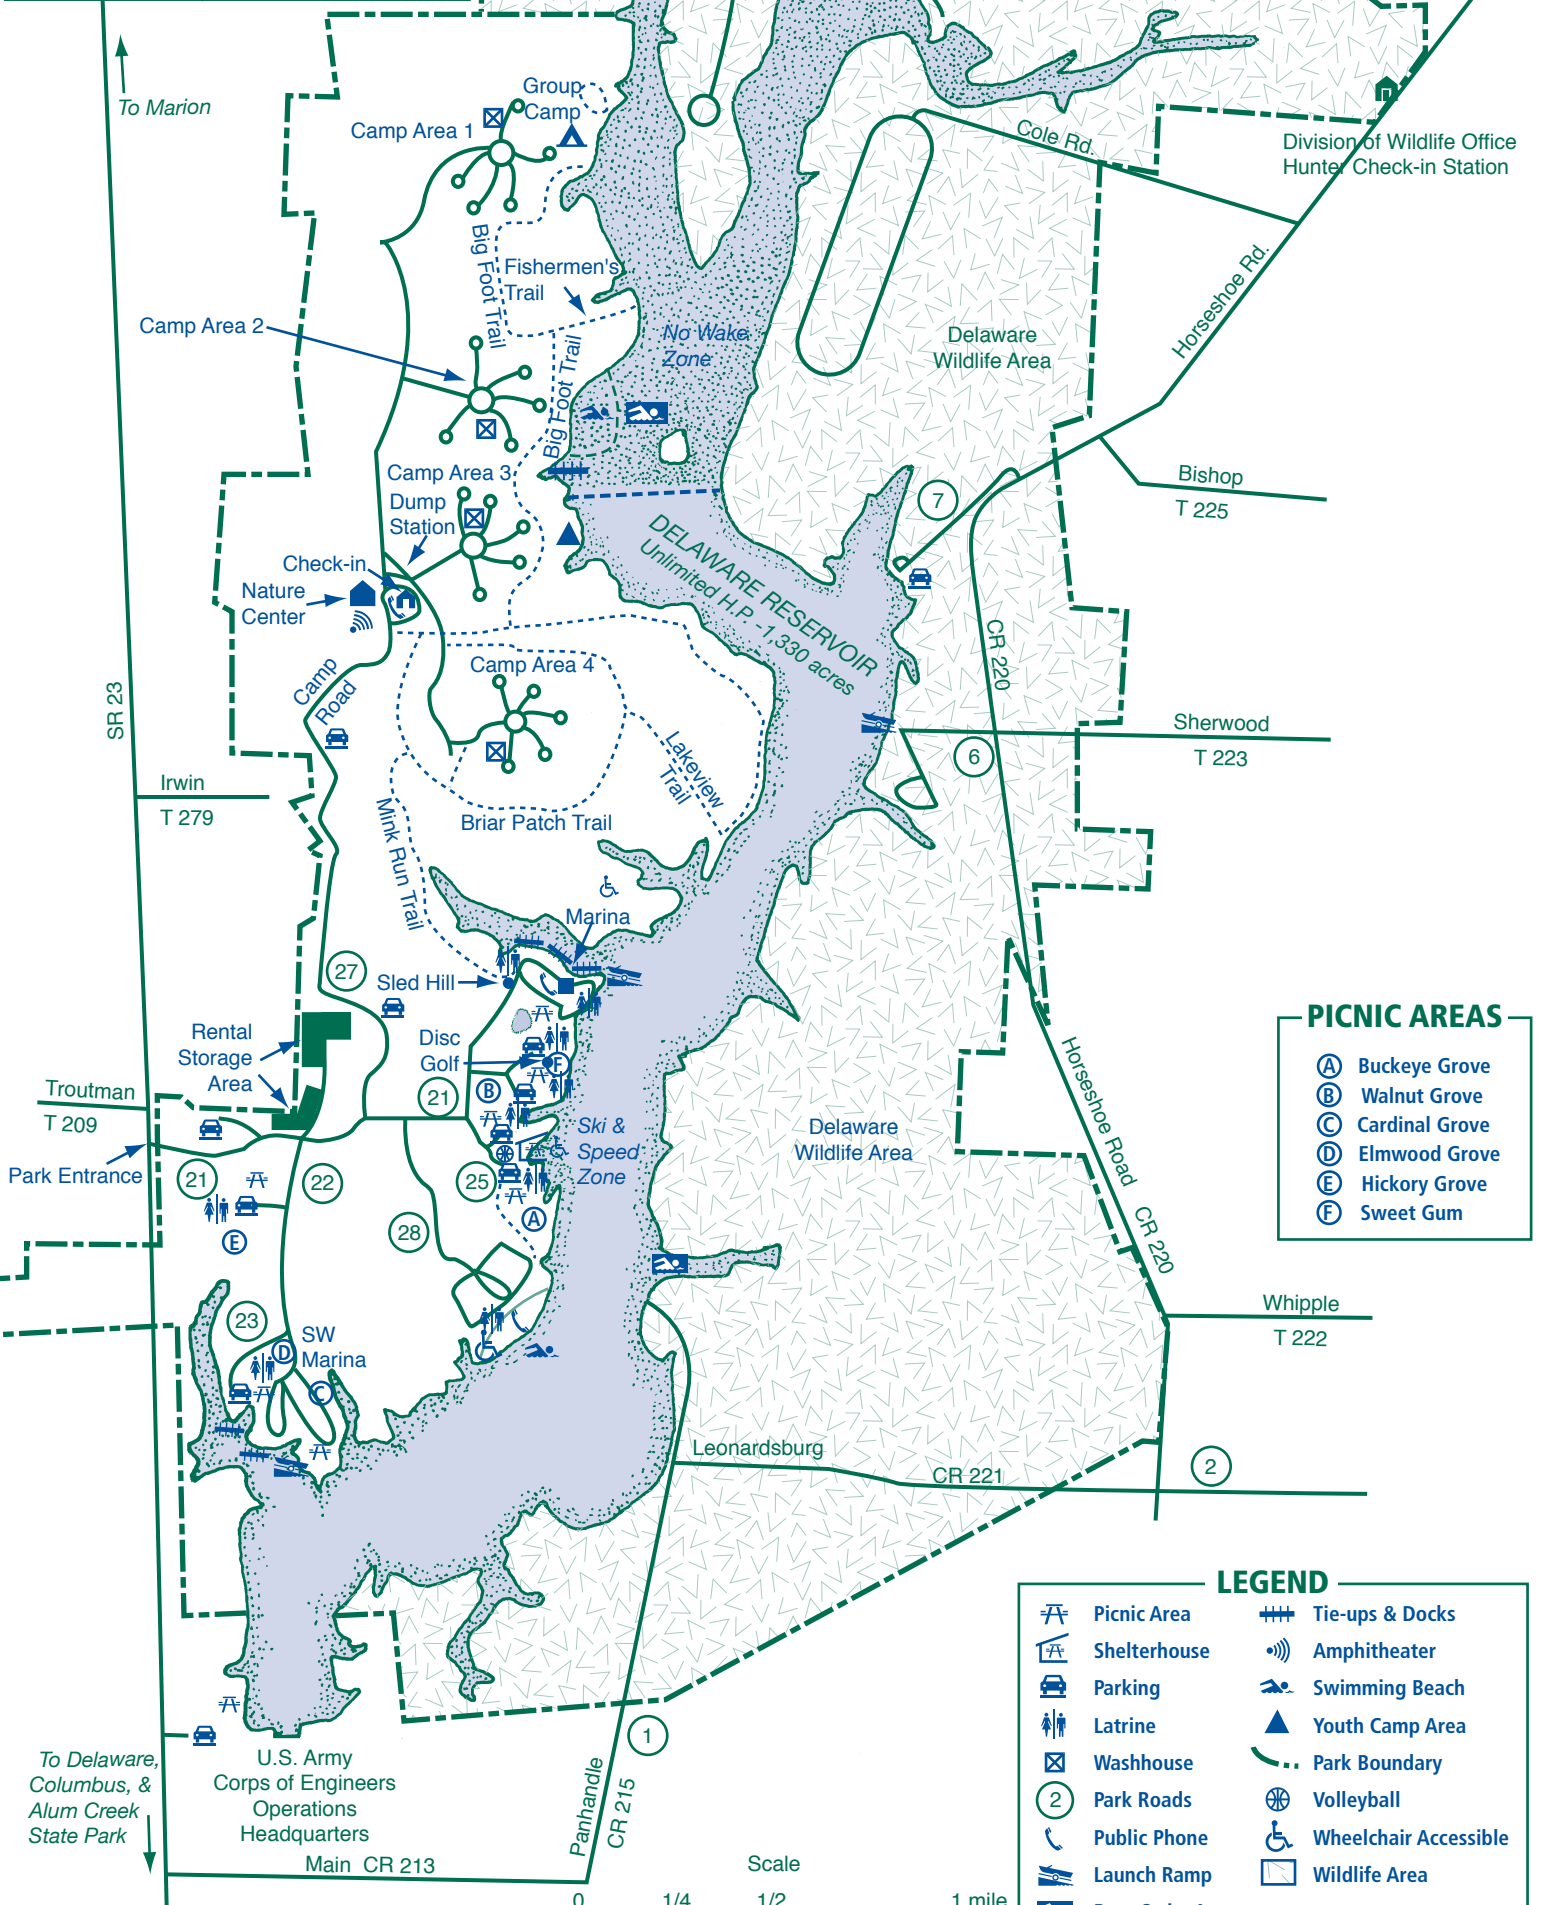 To Marion
Group
Camp
Camp Area 1
Cole Rd.
Division of Wildlife Office
Hunter Check-in Station
Big Foot Trail
Fishermen's
Trail
Horseshoe Rd.
Camp Area 2
No Wake
Zone
Delaware
Wildlife Area
Big Foot Trail
Camp Area 3
Dump
Station
Bishop
T 225
7
DELAWARE RESERVOIR
Unlimited H.P. -1,330 acres
Check-in
Nature
Center
CR 220
Camp Area 4
Camp
Road
SR 23
Sherwood
T 223
6
Lakeview
Trail
Irwin
T 279
Briar Patch Trail
Mink Run Trail
Marina
27
Sled Hill
Rental
Storage
Area
Disc
Golf
F
B
21
Troutman
T 209
Park Entrance
21
22
25
A
28
E
Ski &
Speed
Zone
Delaware
Wildlife Area
Horseshoe Road
CR 220
PICNIC AREAS
A Buckeye Grove
B Walnut Grove
C Cardinal Grove
D Elmwood Grove
E Hickory Grove
F Sweet Gum
Whipple
T 222
23
D
SW
Marina
C
Leonardsburg
CR 221
2
1
Panhandle
CR 215
To Delaware,
Columbus, &
Alum Creek
State Park
U.S. Army
Corps of Engineers
Operations
Headquarters
Main CR 213
Scale
0 1/4 1/2 1 mile
LEGEND
Picnic Area
Shelterhouse
Parking
Latrine
Washhouse
2 Park Roads
Public Phone
Launch Ramp
Tie-ups & Docks
Amphitheater
Swimming Beach
Youth Camp Area
Park Boundary
Volleyball
Wheelchair Accessible
Wildlife Area